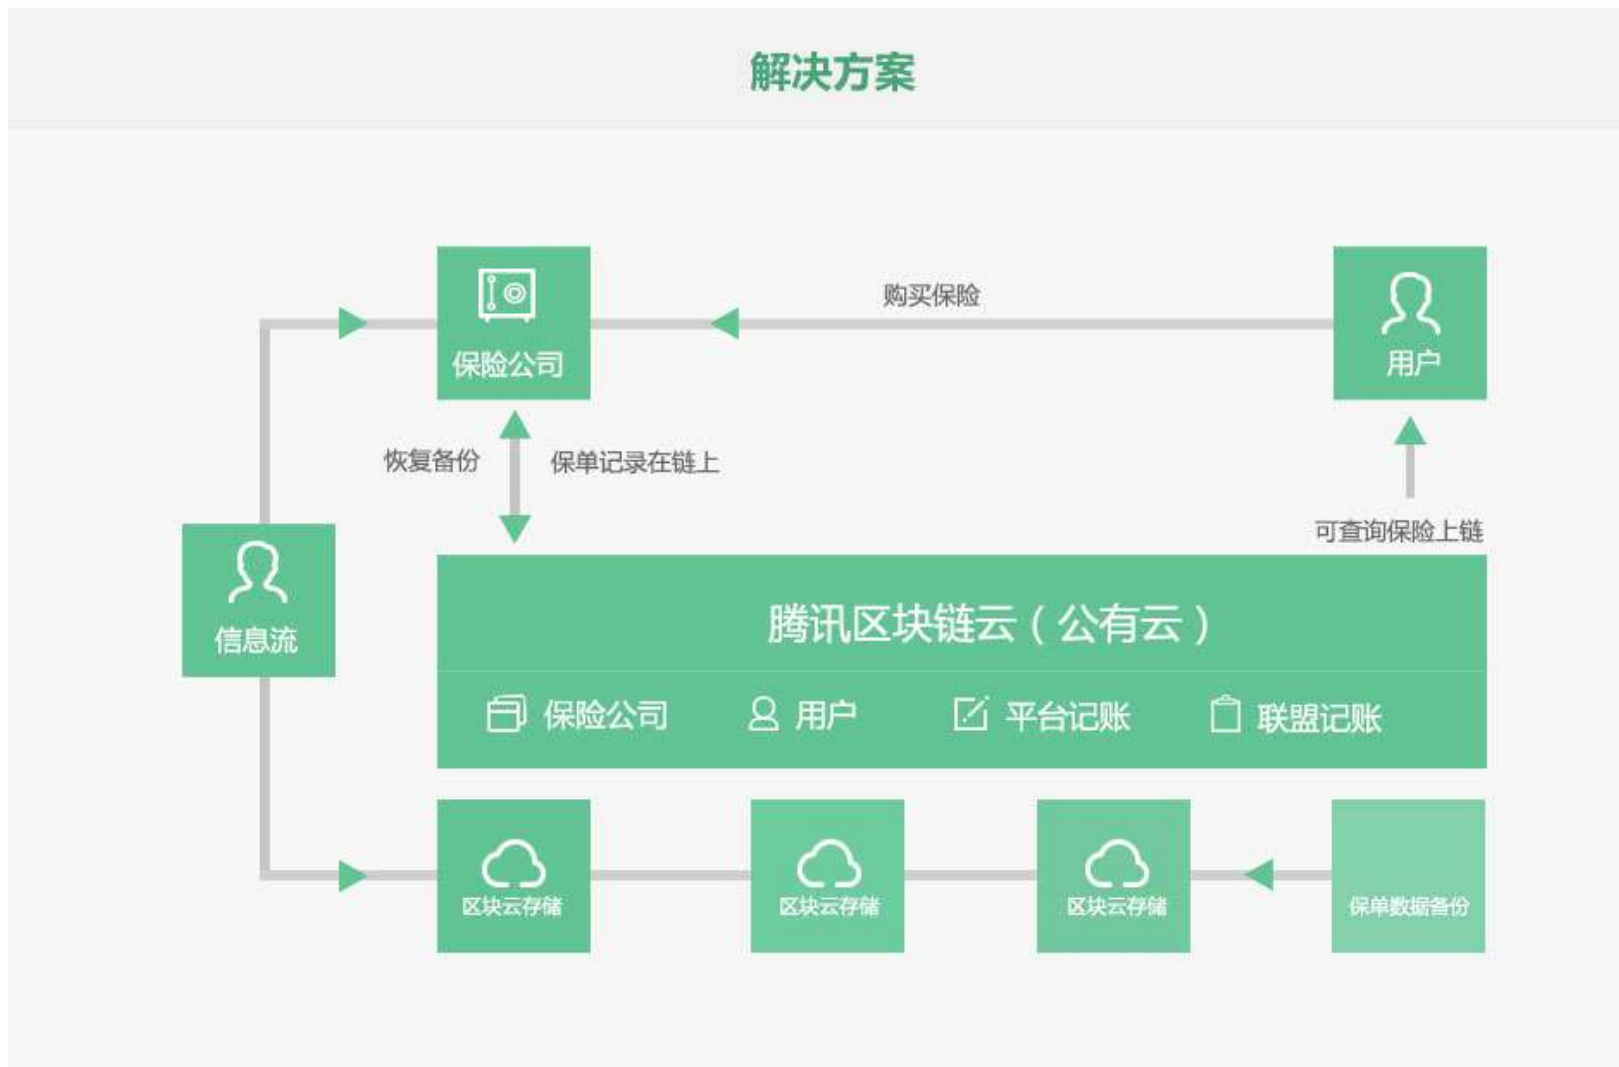 解决方案
购买保险
保险公司
用户
恢复备份
保单记录在链上
可查询保险上链
信息流
腾讯区块链云（公有云）
保险公司
用户
平台记账
联盟记账
区块云存储
区块云存储
区块云存储
保单数据备份